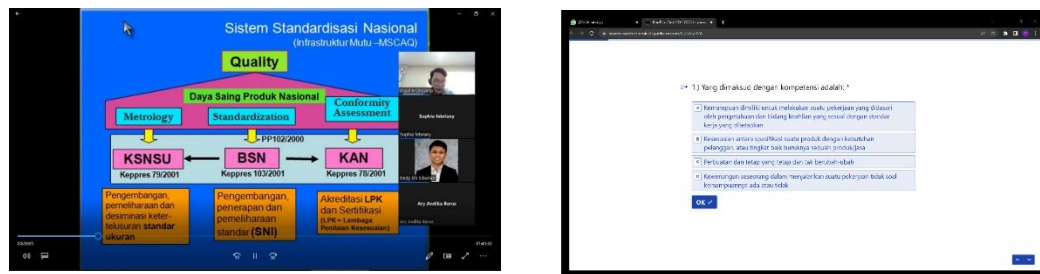 Sistem Standardisasi Nasional
(Infrastruktur Mutu –MSCAQ)
Quality
Daya Saing Produk Nasional
Metrology
Standardization
Conformity
Assessment
Sophie february
PP102/2000
KSNSU
BSN
KAN
Keppres 79/2001
Keppres 103/2001
Keppres 78/2001
Pengembangan,
pemeliharaan dan
desiminasi keter-
telusuran standar
ukuran
Pengembangan,
penerapan dan
pemeliharaan
standar (SNI)
Akreditasi LPK
dan Sertifikasi
(LPK = Lembaga
Penilaian Kesesuaian)
Ary Andika Barus
1) Yang dimaksud dengan kompetensi adalah: *
A Kemampuan dimiliki untuk melakukan suatu pekerjaan yang didasari
oleh pengetahuan dan bidang keahlian yang sesuai dengan standar
kerja yang ditetapkan
B Kesesuaian antara spesifikasi suatu produk dengan kebutuhan
pelanggan, atau tingkat baik buruknya sebuah produk/jasa
C Perbuatan dan tetap yang tetap dan tak berubah-ubah
D Kewenangan seseorang dalam menjalankan suatu pekerjaan tidak soal
kemampuannya ada atau tidak
OK ✓